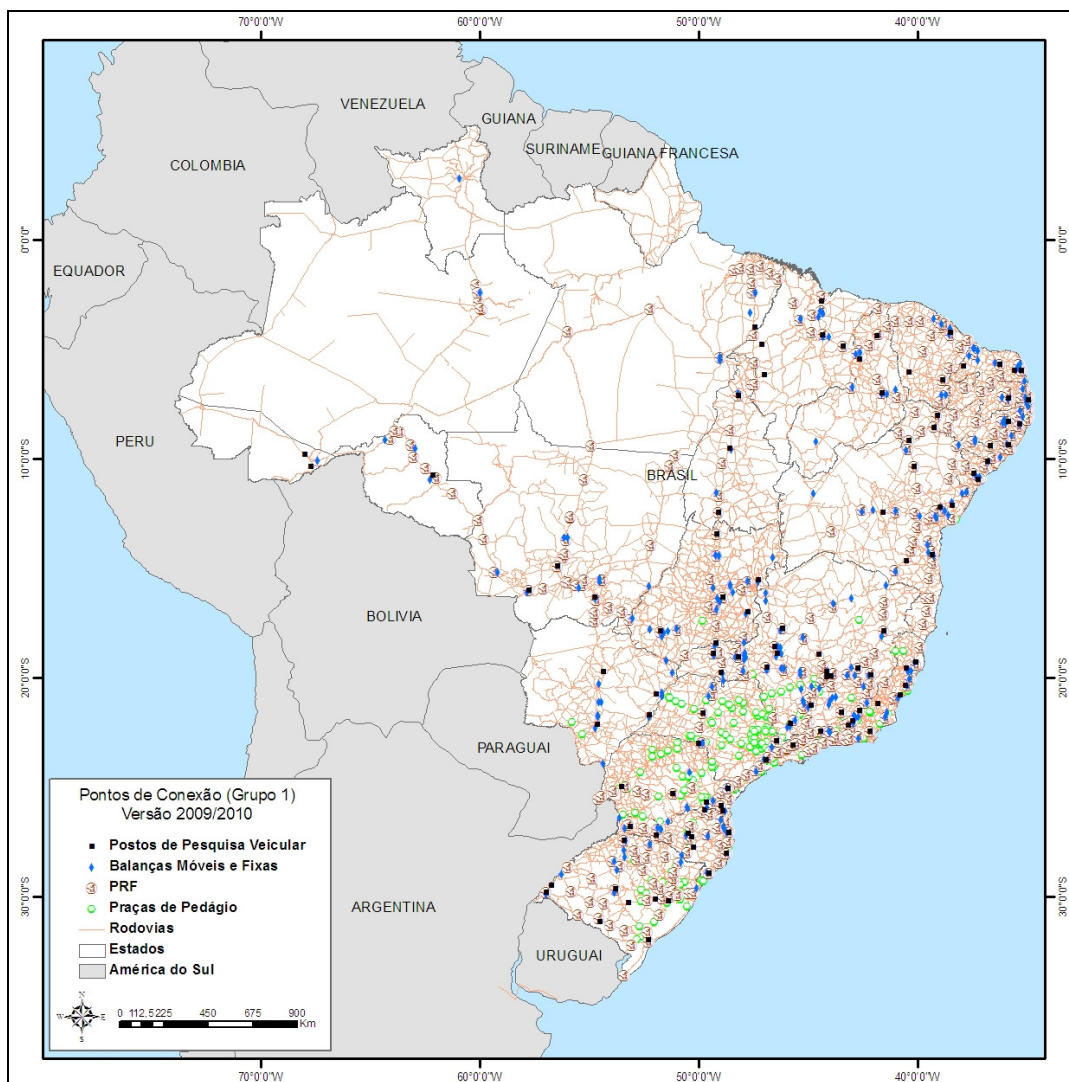 70°0'0"W 60°0'0"W 50°0'0"W 40°0'0"W
VENEZUELA
GUIANA
SURINAME
GUIANA FRANCESA
COLOMBIA
0°0'0" 0°0'0"
EQUADOR
PERU
10°0'0"S 10°0'0"S
BRASIL
BOLIVIA
20°0'0"S 20°0'0"S
PARAGUAI
Pontos de Conexão (Grupo 1)
Versão 2009/2010
Postos de Pesquisa Veicular
Balanças Móveis e Fixas
PRF
Praças de Pedágio
Rodovias
Estados
América do Sul
N
W E
S
0 112,5 225 450 675 900
Km
ARGENTINA
30°0'0"S 30°0'0"S
URUGUAI
70°0'0"W 60°0'0"W 50°0'0"W 40°0'0"W